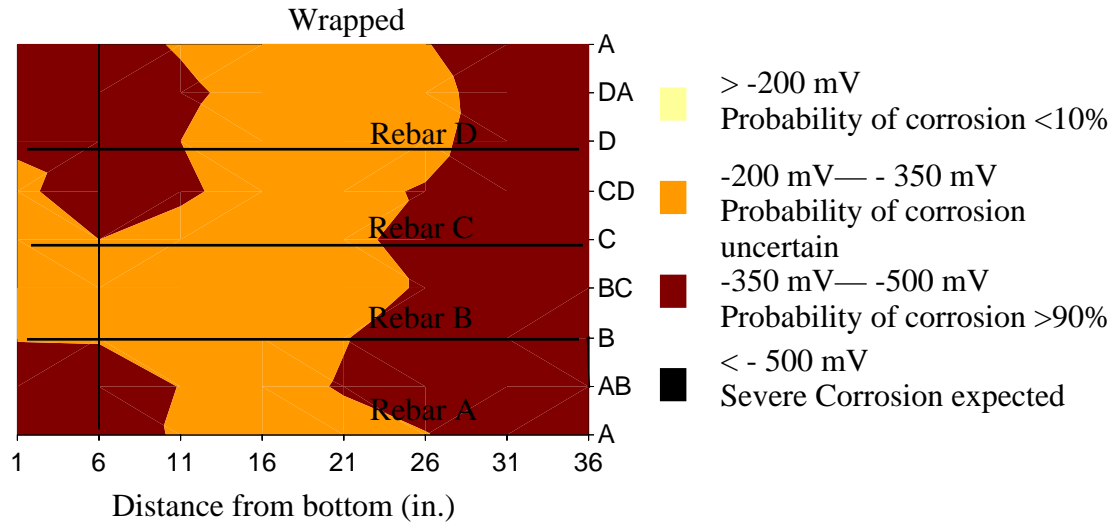 Wrapped
A
DA
D
CD
C
BC
B
AB
A
Rebar D
Rebar C
Rebar B
Rebar A
1 6 11 16 21 26 31 36
Distance from bottom (in.)
> -200 mV
Probability of corrosion <10%
-200 mV— - 350 mV
Probability of corrosion
uncertain
-350 mV— -500 mV
Probability of corrosion >90%
< - 500 mV
Severe Corrosion expected